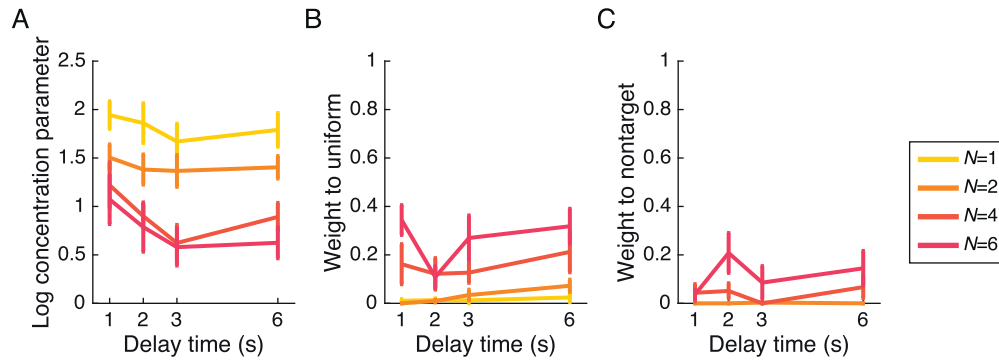 A
B
C
Log concentration parameter
2.5
2
1.5
1
0.5
0
1 2 3 6
Delay time (s)
Weight to uniform
1
0.8
0.6
0.4
0.2
0
1 2 3 6
Delay time (s)
Weight to nontarget
1
0.8
0.6
0.4
0.2
0
1 2 3 6
Delay time (s)
N=1
N=2
N=4
N=6